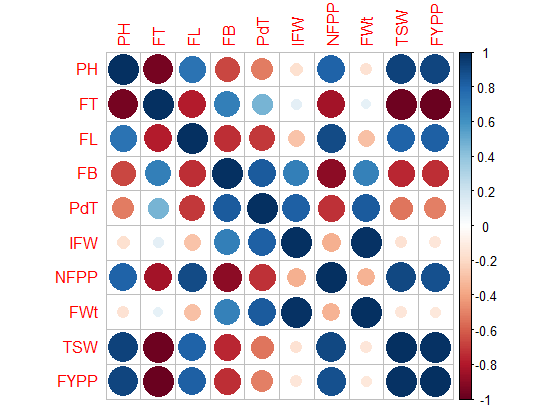 PH FT FL FB PdT IFW NFPP FWt TSW FYPP
PH
FT
FL
FB
PdT
IFW
NFPP
FWt
TSW
FYPP
1
0.8
0.6
0.4
0.2
0
-0.2
-0.4
-0.6
-0.8
-1